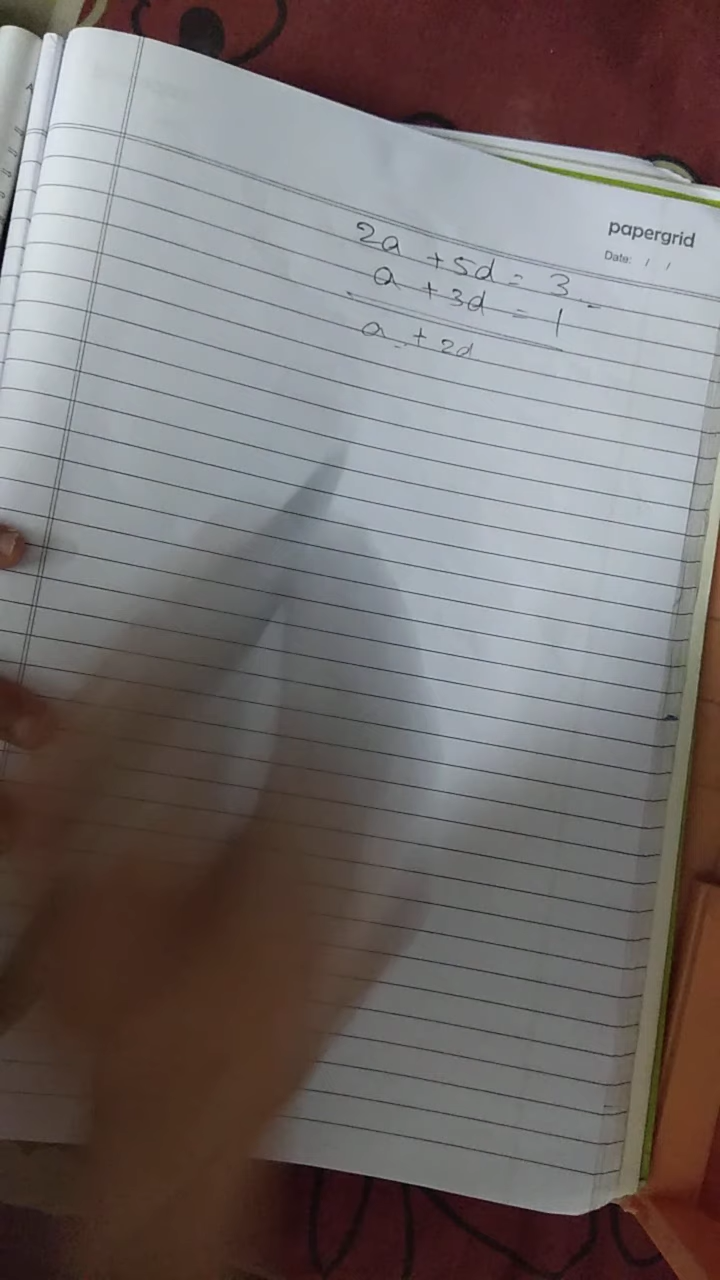 papergrid
Date: / /
2a + 5d = 3
a + 3d = 1
a + 2d